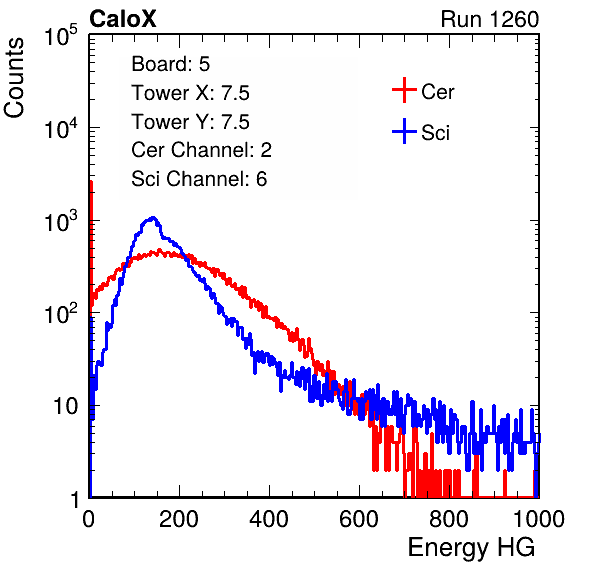 CaloX Run 1260
Counts
10^5
10^4
10^3
10^2
10
1
Board: 5
Tower X: 7.5
Tower Y: 7.5
Cer Channel: 2
Sci Channel: 6
Cer
Sci
0 200 400 600 800 1000
Energy HG